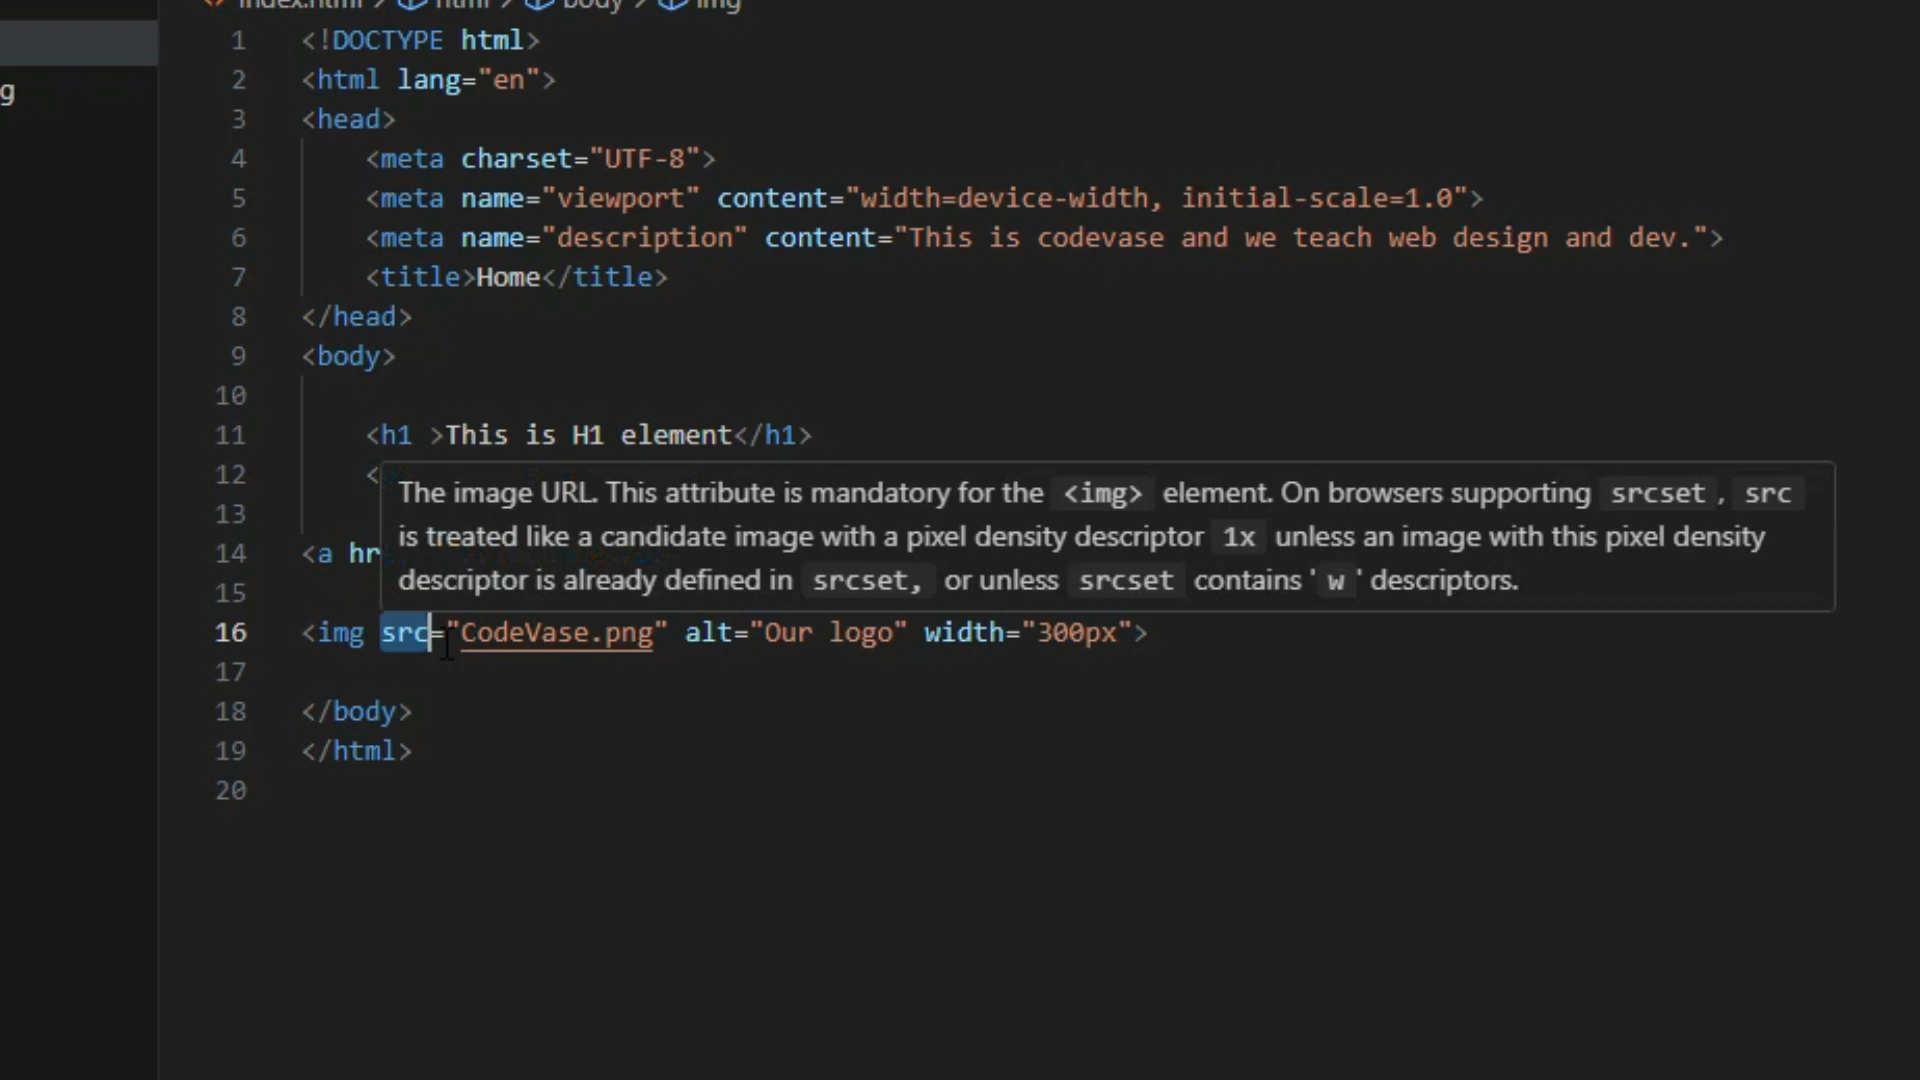 index.html > html > body > img
g
1 <!DOCTYPE html>
2 <html lang="en">
3 <head>
4 <meta charset="UTF-8">
5 <meta name="viewport" content="width=device-width, initial-scale=1.0">
6 <meta name="description" content="This is codevase and we teach web design and dev.">
7 <title>Home</title>
8 </head>
9 <body>
10
11 <h1 >This is H1 element</h1>
12 <
The image URL. This attribute is mandatory for the <img> element. On browsers supporting srcset, src
13
is treated like a candidate image with a pixel density descriptor 1x unless an image with this pixel density
14 <a hr
descriptor is already defined in srcset, or unless srcset contains 'w' descriptors.
15
16 <img src="CodeVase.png" alt="Our logo" width="300px">
17
18 </body>
19 </html>
20